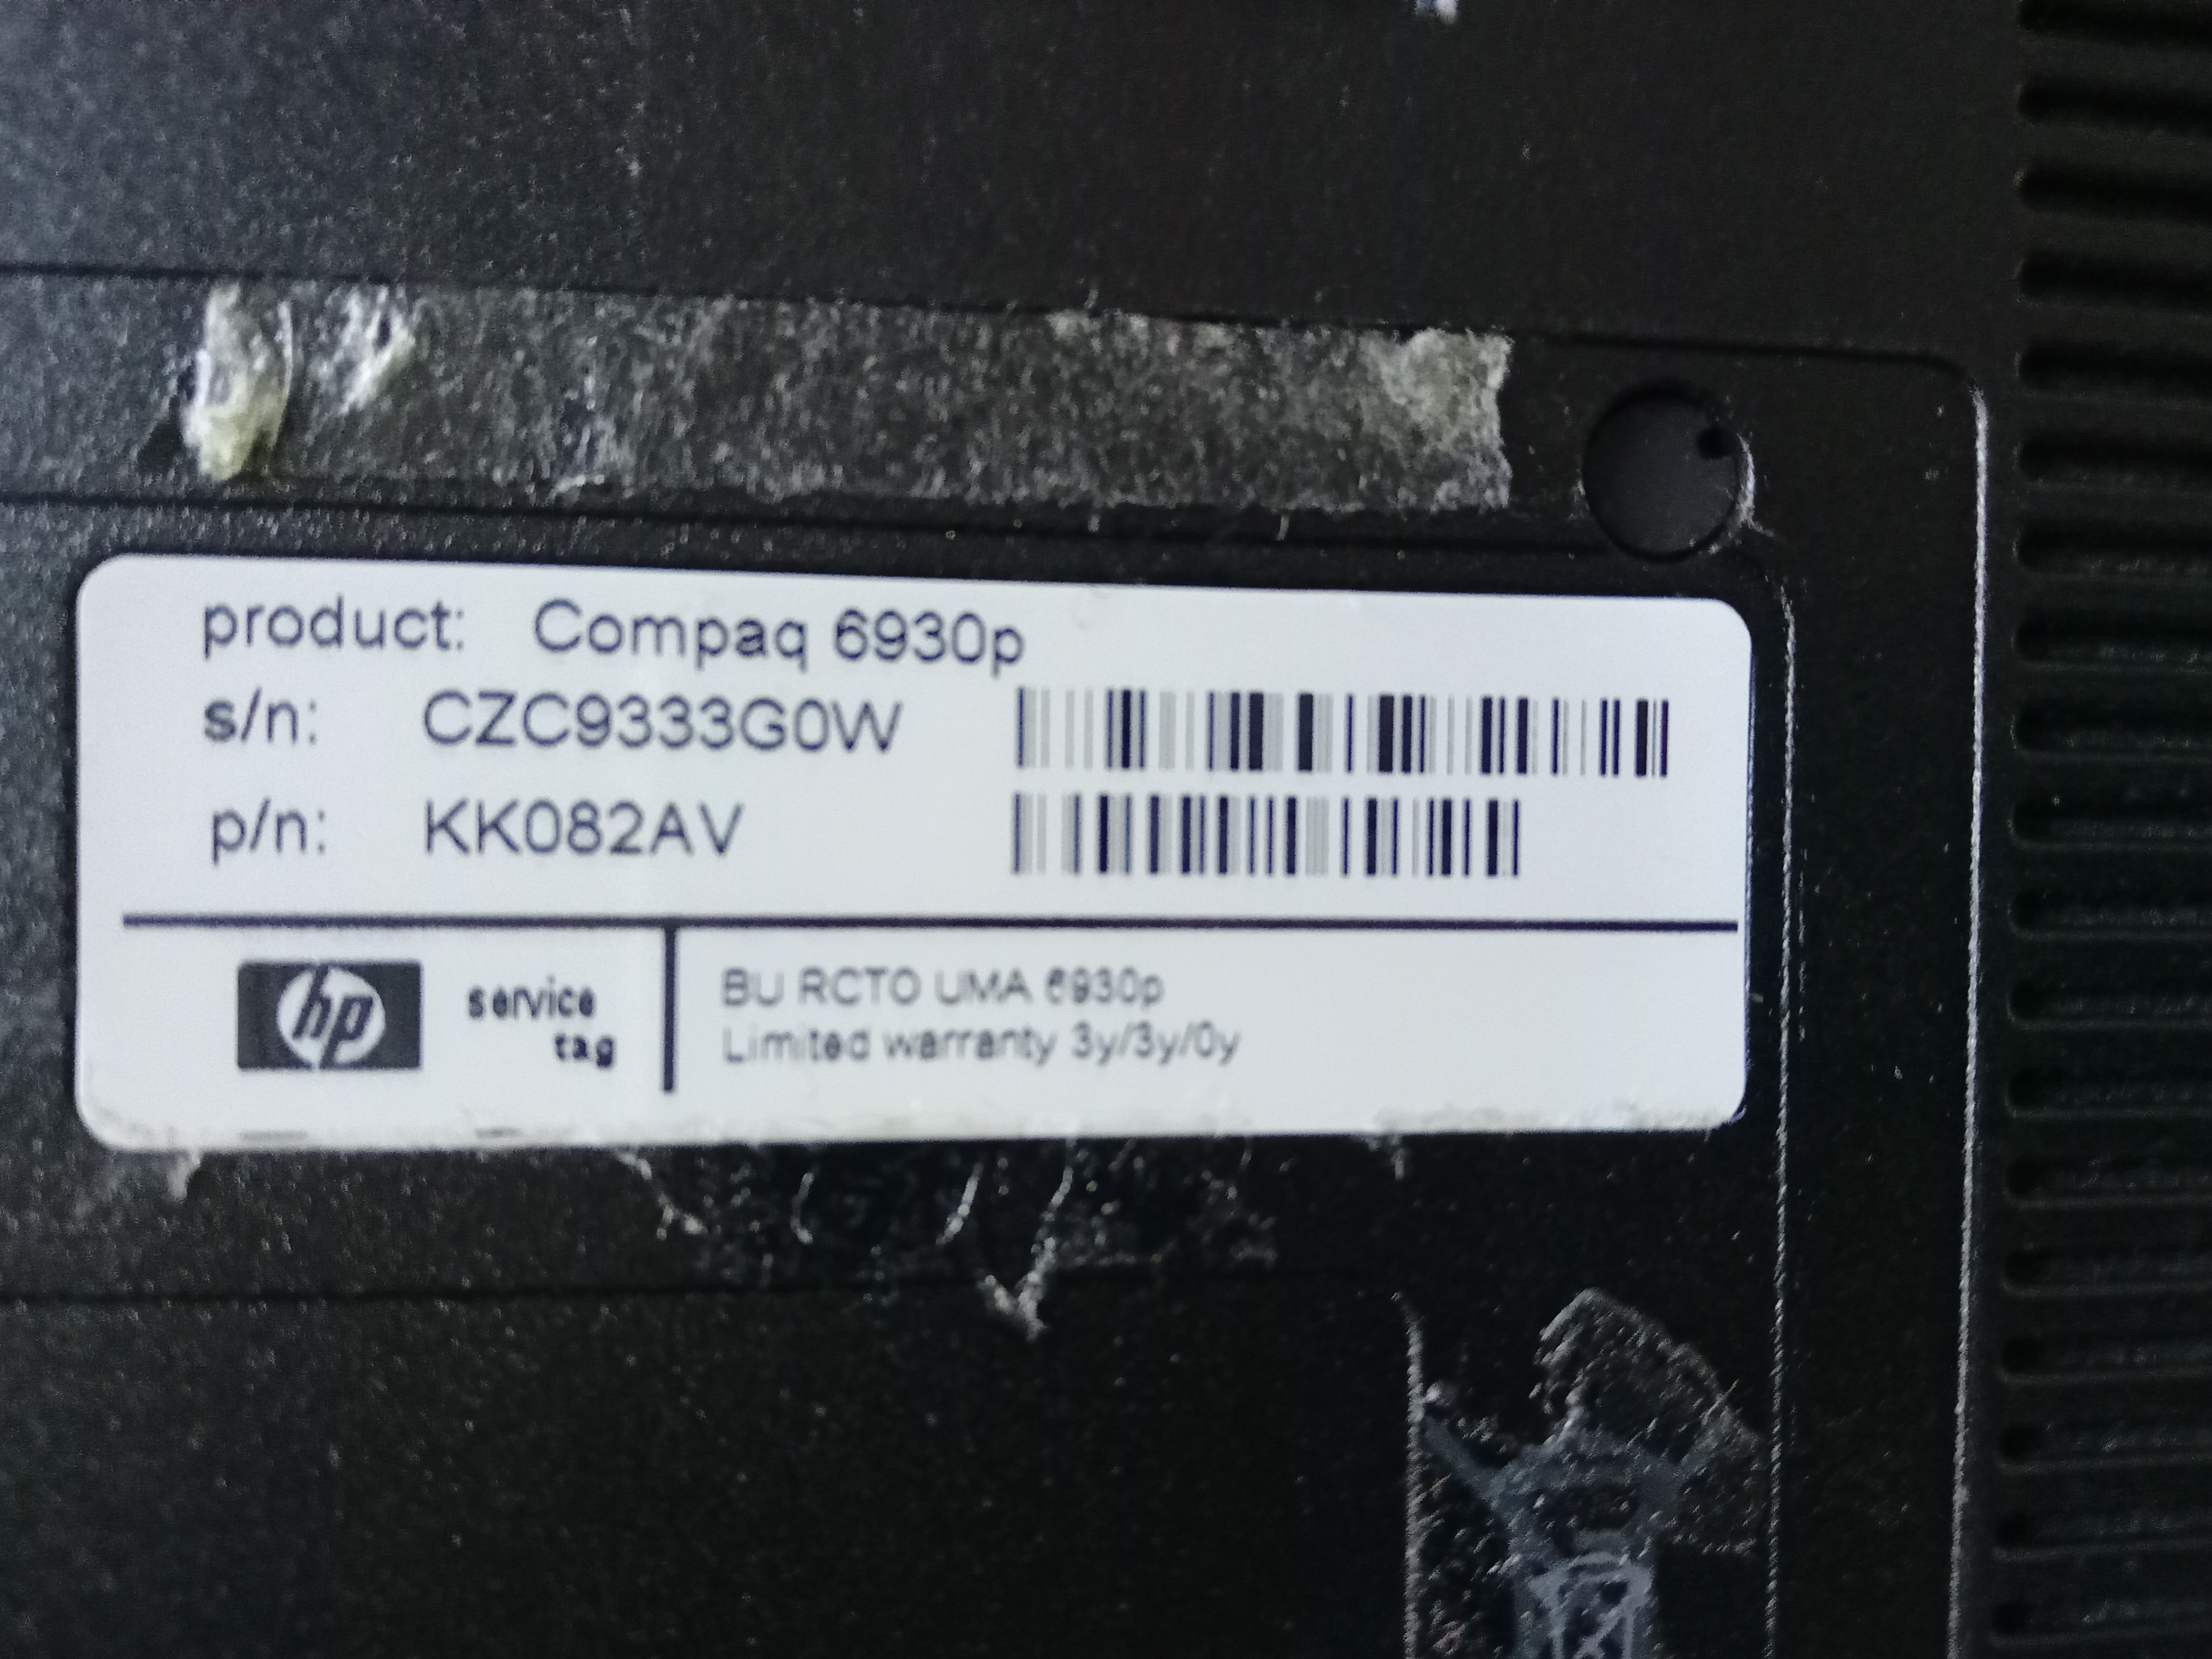 product: Compaq 6930p
s/n: CZC9333G0W
p/n: KK082AV
hp
service
tag
BU RCTO UMA 6930p
Limited warranty 3y/3y/0y